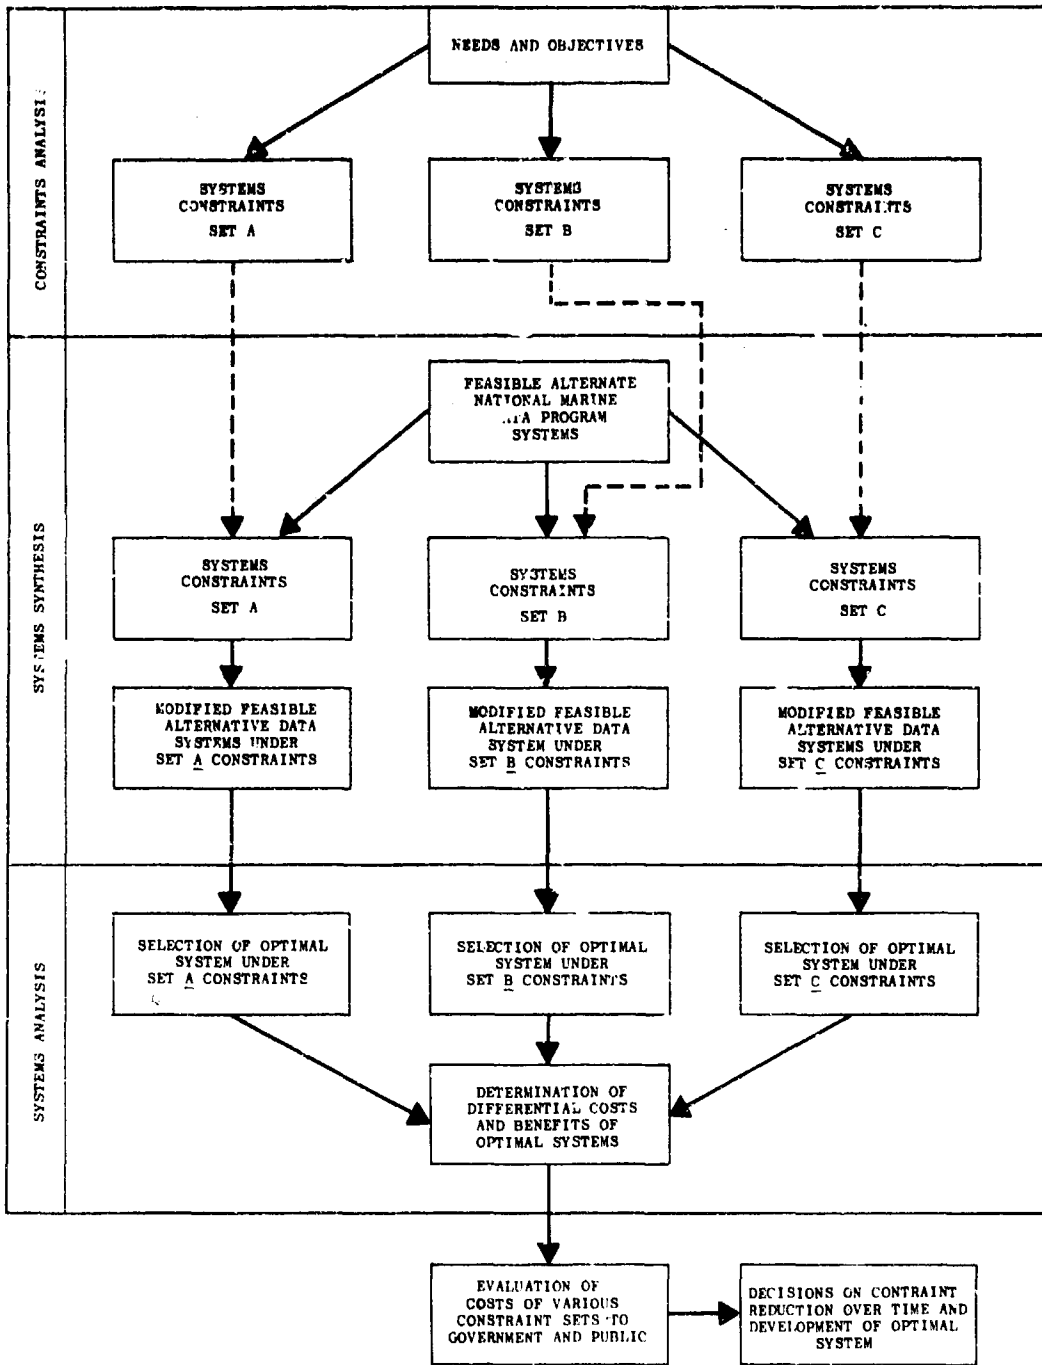 CONSTRAINTS ANALYSIS
NEEDS AND OBJECTIVES
SYSTEMS
CONSTRAINTS
SET A
SYSTEMS
CONSTRAINTS
SET B
SYSTEMS
CONSTRAINTS
SET C
SYSTEMS SYNTHESIS
FEASIBLE ALTERNATE
NATIONAL MARINE
PROGRAM
SYSTEMS
SYSTEMS
CONSTRAINTS
SET A
SYSTEMS
CONSTRAINTS
SET B
SYSTEMS
CONSTRAINTS
SET C
MODIFIED FEASIBLE
ALTERNATIVE DATA
SYSTEMS UNDER
SET A CONSTRAINTS
MODIFIED FEASIBLE
ALTERNATIVE DATA
SYSTEM UNDER
SET B CONSTRAINTS
MODIFIED FEASIBLE
ALTERNATIVE DATA
SYSTEMS UNDER
SET C CONSTRAINTS
SYSTEMS ANALYSIS
SELECTION OF OPTIMAL
SYSTEM UNDER
SET A CONSTRAINTS
SELECTION OF OPTIMAL
SYSTEM UNDER
SET B CONSTRAINTS
SELECTION OF OPTIMAL
SYSTEM UNDER
SET C CONSTRAINTS
DETERMINATION OF
DIFFERENTIAL COSTS
AND BENEFITS OF
OPTIMAL SYSTEMS
EVALUATION OF
COSTS OF VARIOUS
CONSTRAINT SETS TO
GOVERNMENT AND PUBLIC
DECISIONS ON CONTRAINT
REDUCTION OVER TIME AND
DEVELOPMENT OF OPTIMAL
SYSTEM